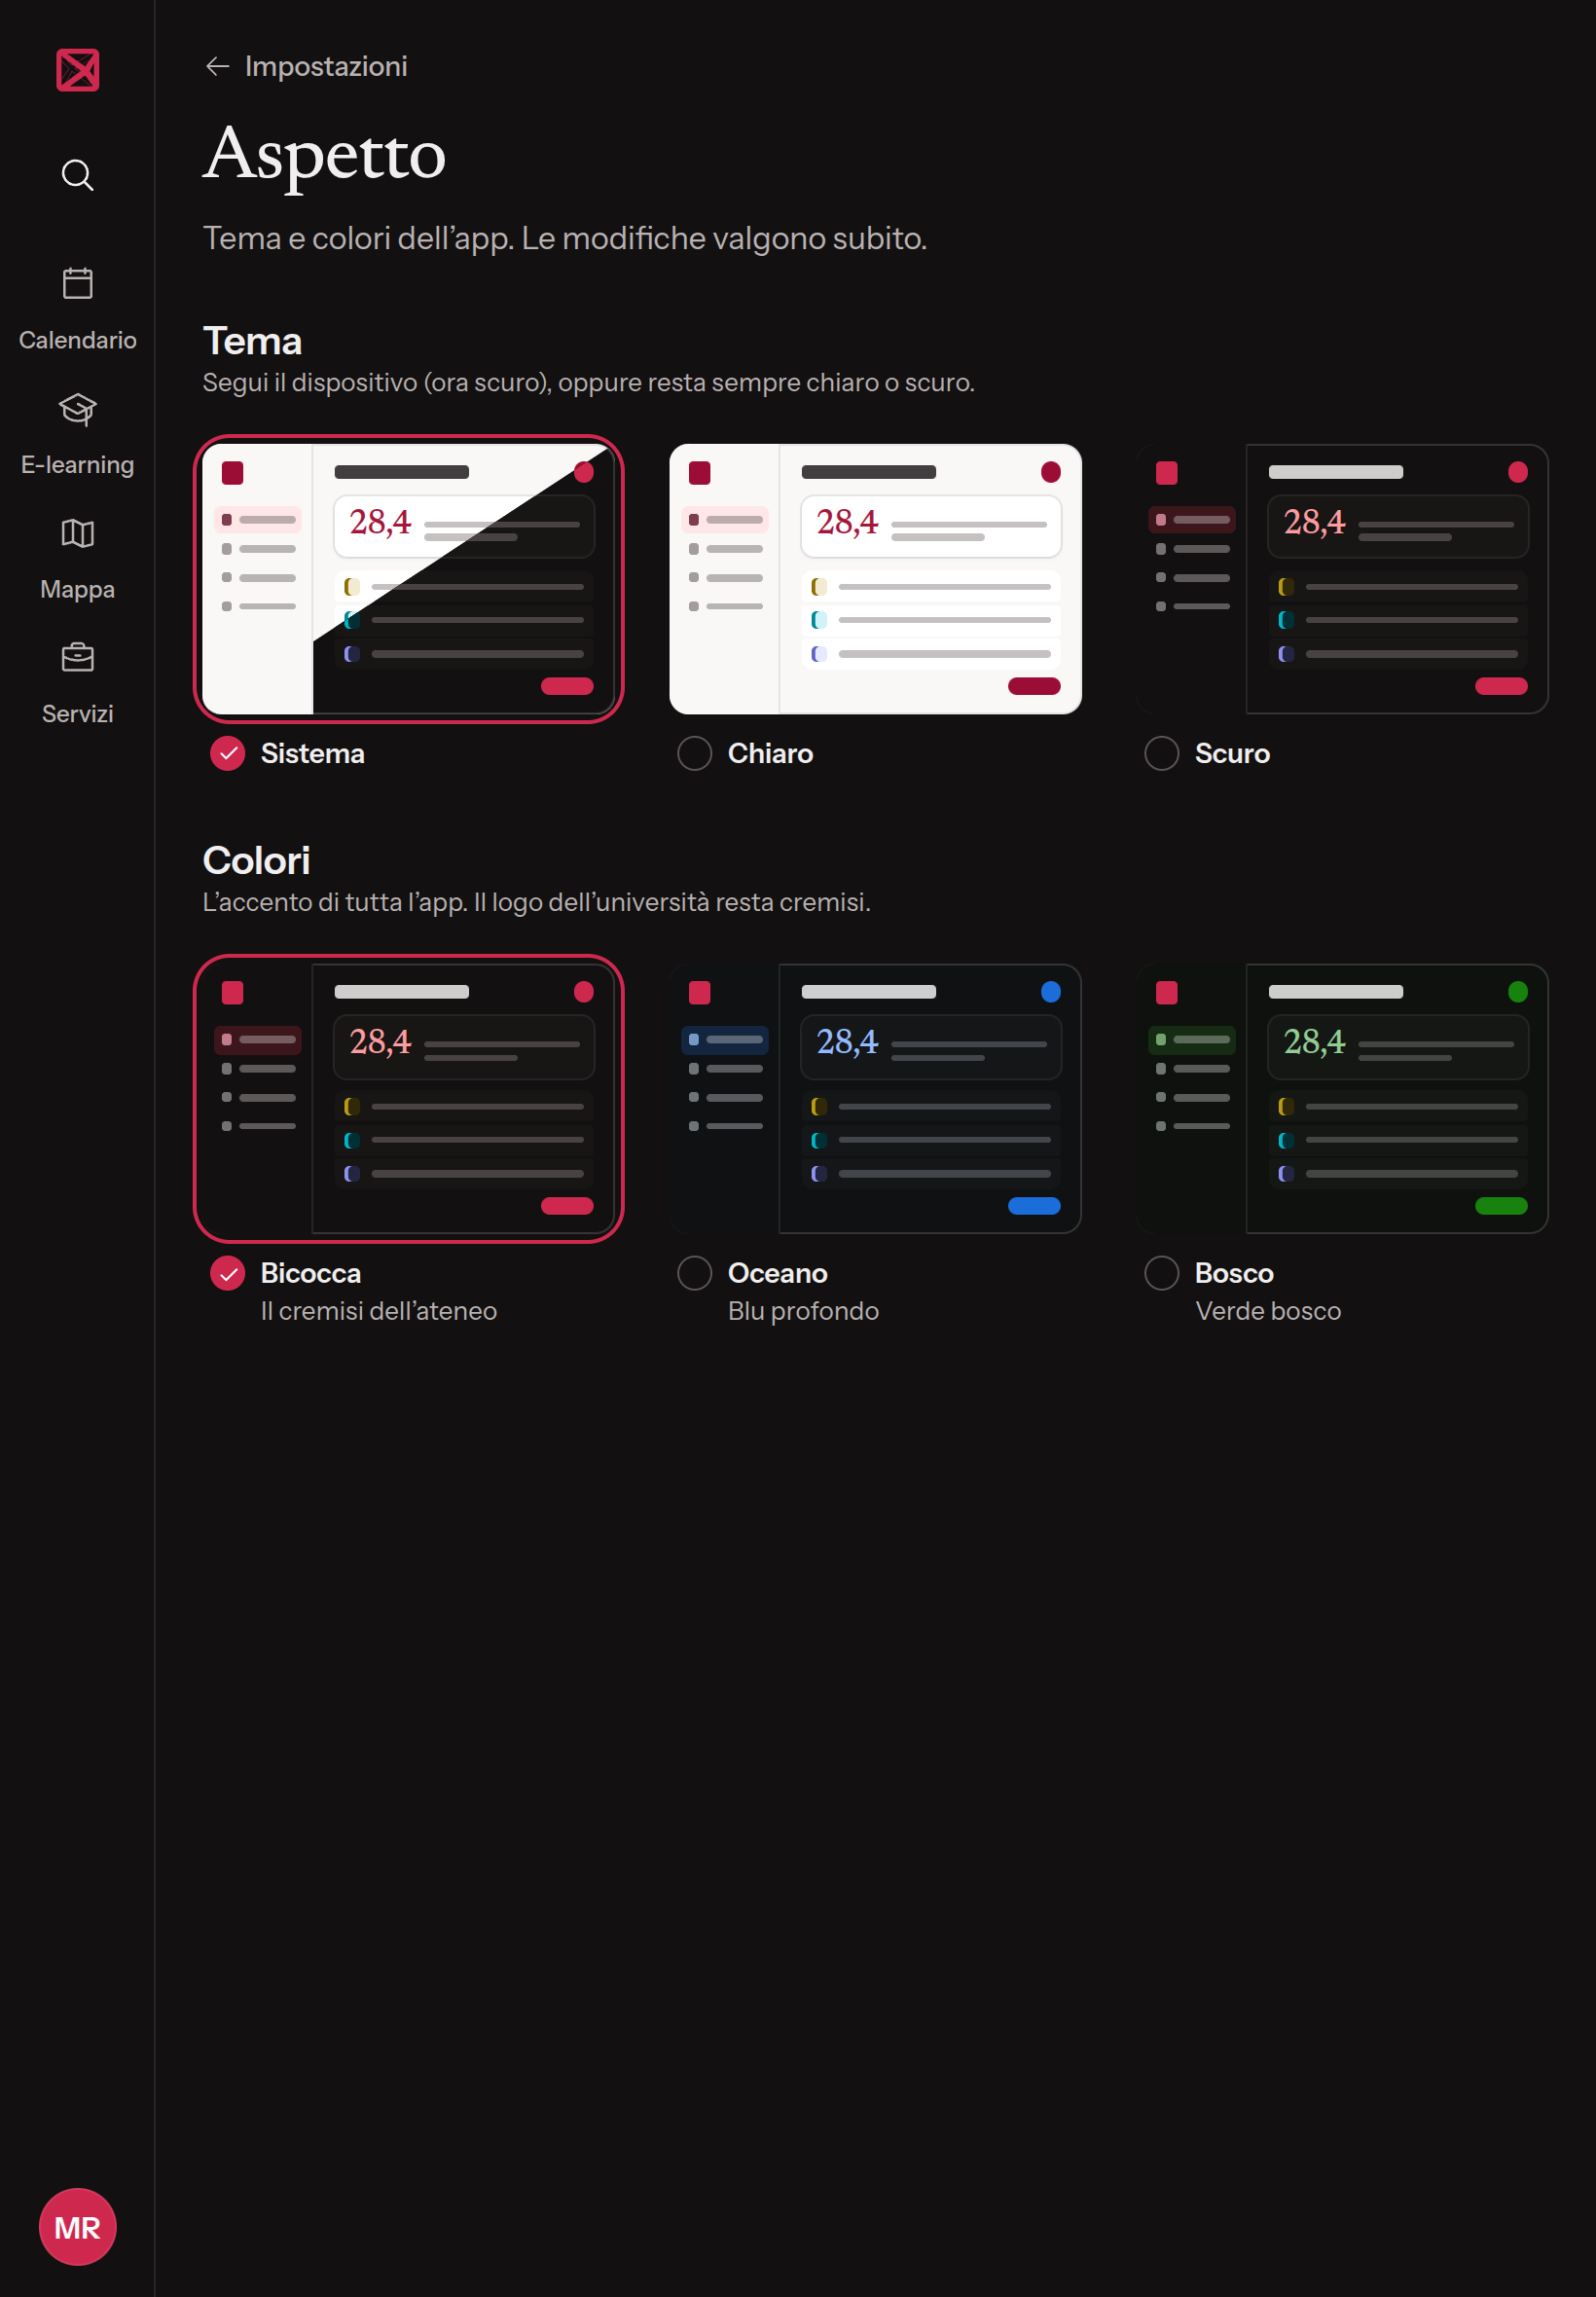 Impostazioni
Aspetto
Tema e colori dell’app. Le modifiche valgono subito.
Calendario
E-learning
Mappa
Servizi
Tema
Segui il dispositivo (ora scuro), oppure resta sempre chiaro o scuro.
28,4
28,4
28,4
Sistema
Chiaro
Scuro
Colori
L’accento di tutta l’app. Il logo dell’università resta cremisi.
28,4
28,4
28,4
Bicocca
Il cremisi dell’ateneo
Oceano
Blu profondo
Bosco
Verde bosco
MR